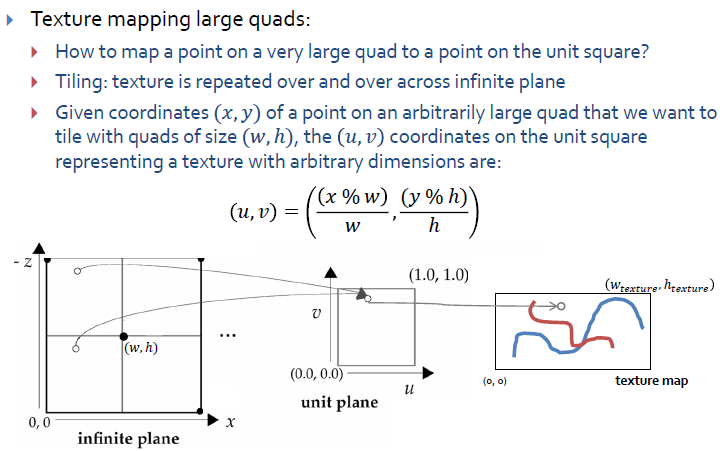 Texture mapping large quads:
How to map a point on a very large quad to a point on the unit square?
Tiling: texture is repeated over and over across infinite plane
Given coordinates (x, y) of a point on an arbitrarily large quad that we want to
tile with quads of size (w, h), the (u, v) coordinates on the unit square
representing a texture with arbitrary dimensions are:
(u, v) = ((x % w)/w, (y % h)/h)
- z
(w, h)
0, 0
x
infinite plane
...
(1.0, 1.0)
v
(0.0, 0.0)
u
unit plane
(wtexture, htexture)
(0, 0)
texture map